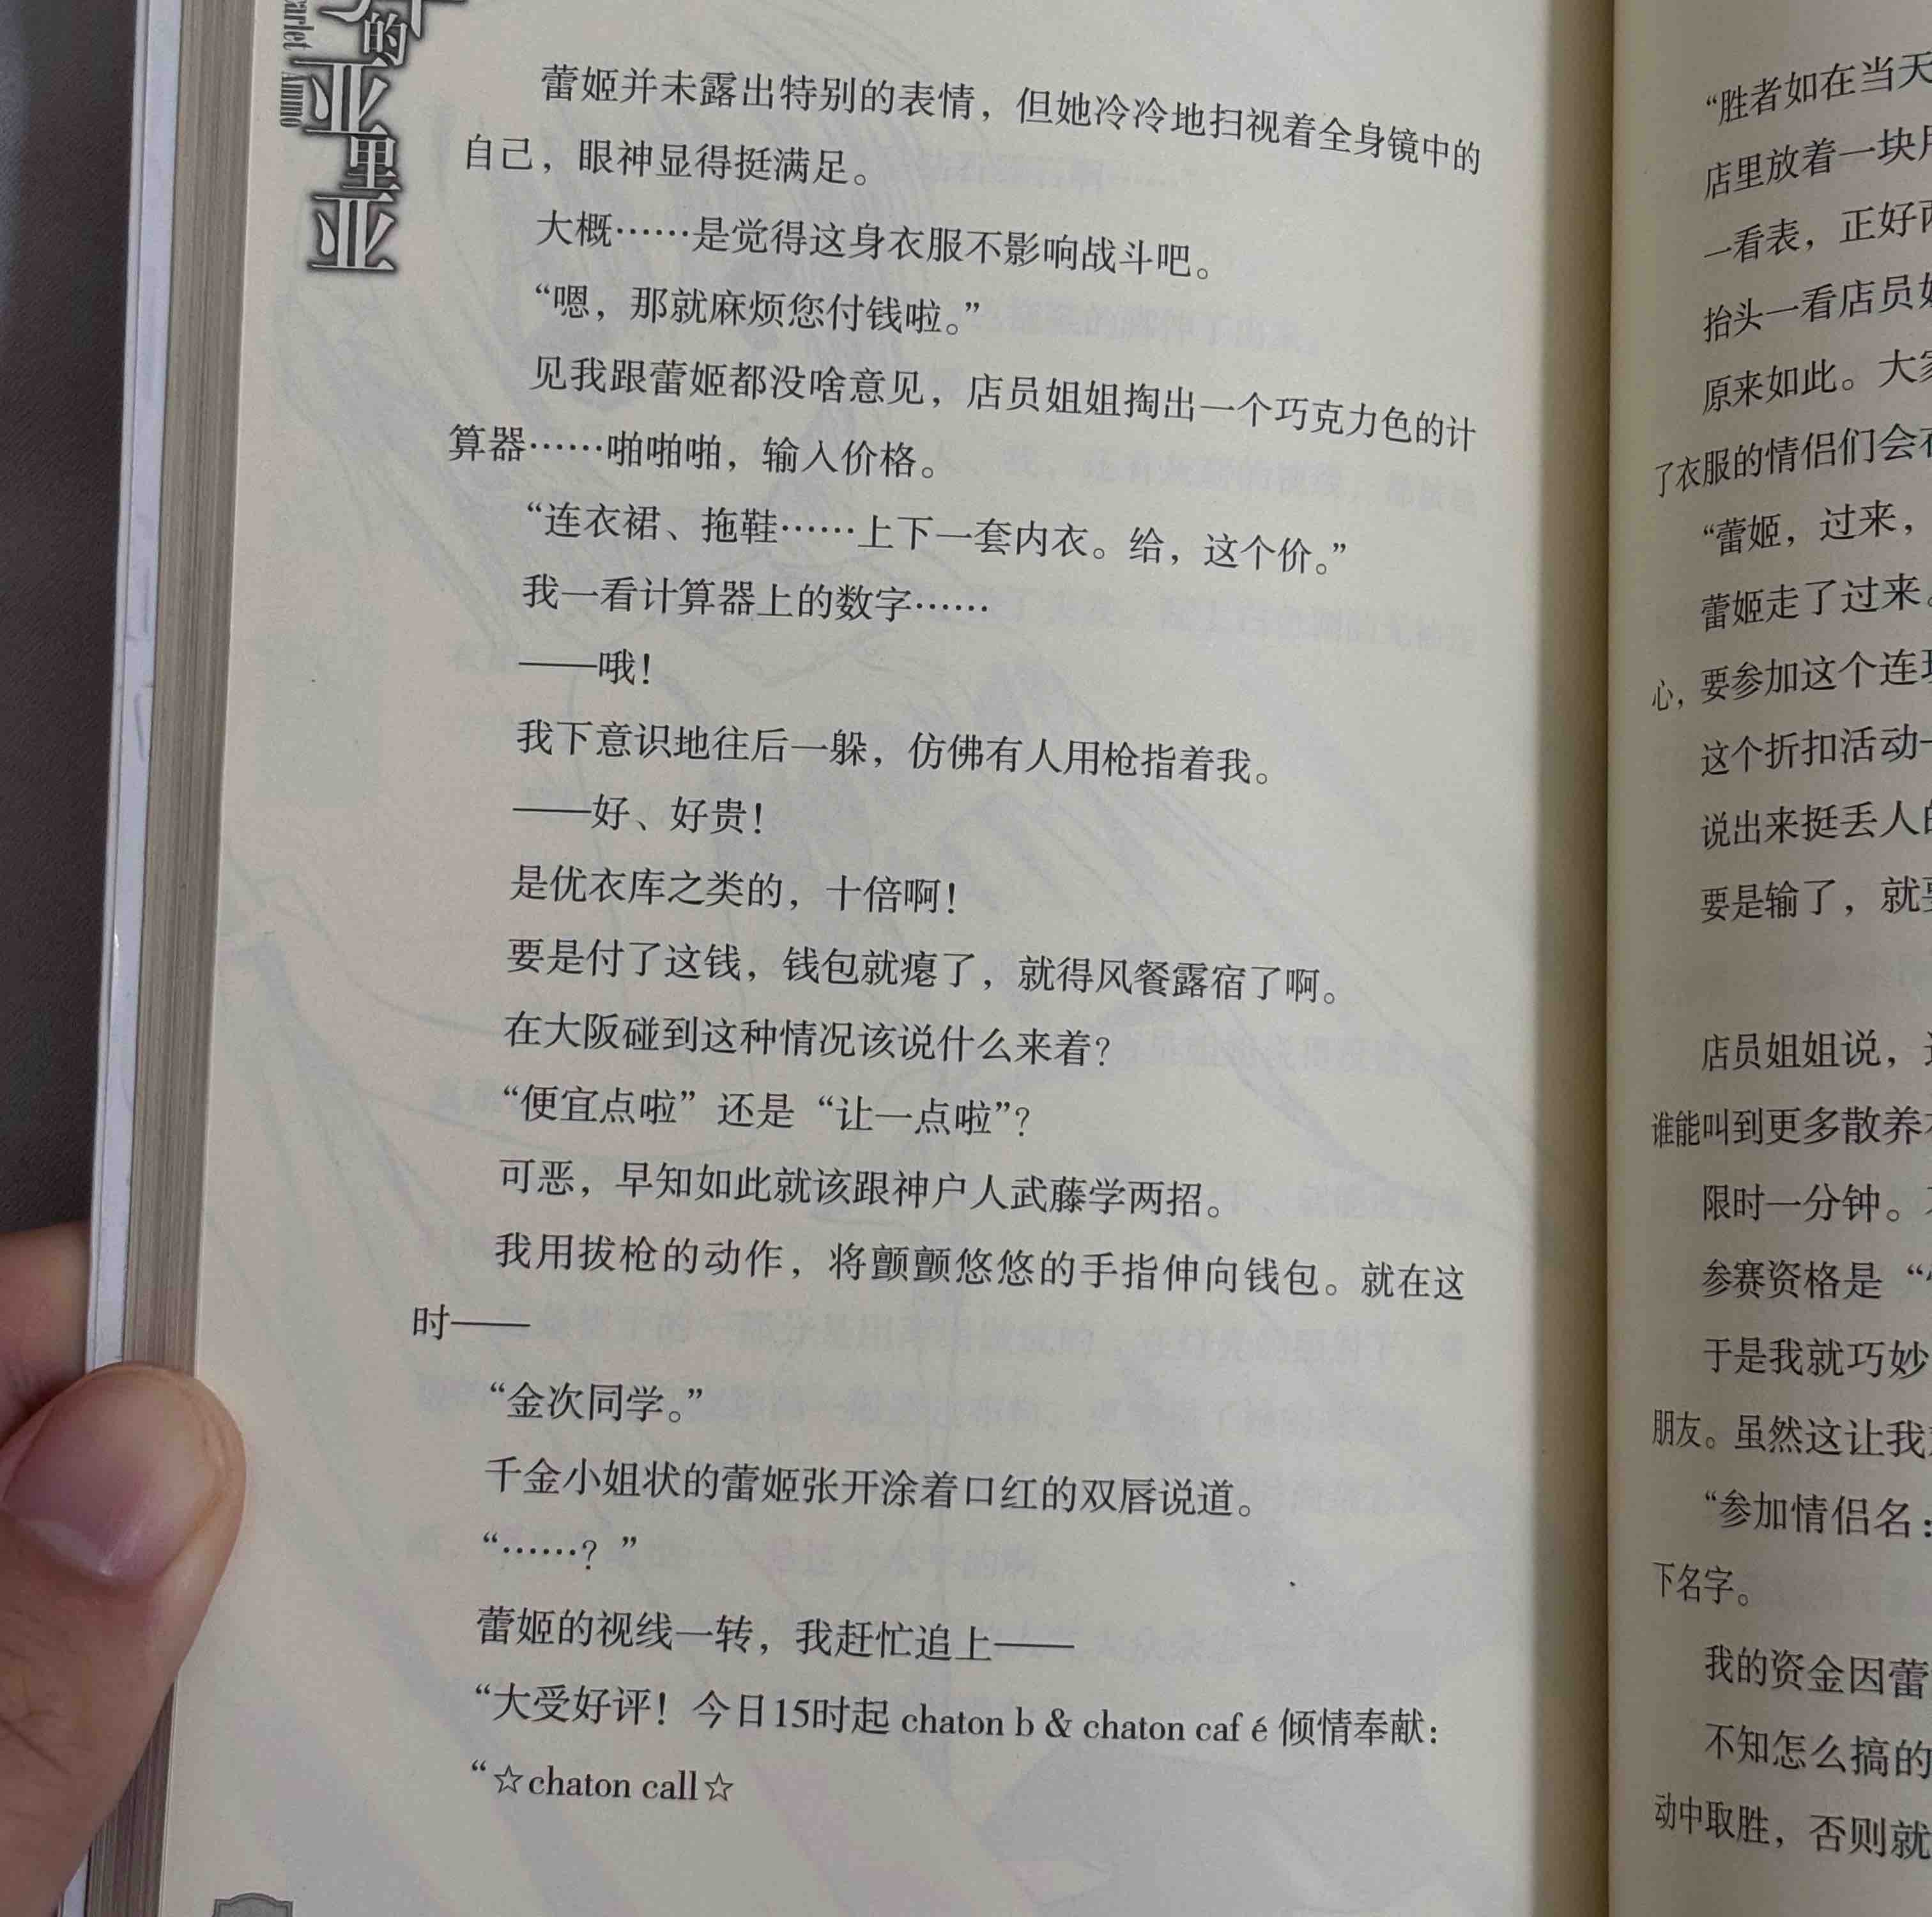 的
亚
里
亚
蕾姬并未露出特别的表情，但她冷冷地扫视着全身镜中的
自己，眼神显得挺满足。
大概……是觉得这身衣服不影响战斗吧。
“嗯，那就麻烦您付钱啦。”
见我跟蕾姬都没啥意见，店员姐姐掏出一个巧克力色的计
算器……啪啪啪，输入价格。
“连衣裙、拖鞋……上下一套内衣。给，这个价。”
我一看计算器上的数字……
——哦！
我下意识地往后一躲，仿佛有人用枪指着我。
——好、好贵！
是优衣库之类的，十倍啊！
要是付了这钱，钱包就瘪了，就得风餐露宿了啊。
在大阪碰到这种情况该说什么来着？
“便宜点啦”还是“让一点啦”？
可恶，早知如此就该跟神户人武藤学两招。
我用拔枪的动作，将颤颤悠悠的手指伸向钱包。就在这
时——
“金次同学。”
千金小姐状的蕾姬张开涂着口红的双唇说道。
“……？”
蕾姬的视线一转，我赶忙追上——
“大受好评！今日15时起 chaton b & chaton caf é 倾情奉献：
“☆chaton call☆
“胜者如在当天
店里放着一块
一看表，正好
抬头一看店员
原来如此。大家
了衣服的情侣们会
“蕾姬，过来，
蕾姬走了过来。
心，要参加这个连
这个折扣活动
说出来挺丢人的
要是输了，就要
店员姐姐说，
谁能叫到更多散养
限时一分钟。
参赛资格是“
于是我就巧妙
朋友。虽然这让我
“参加情侣名：
下名字。
我的资金因蕾
不知怎么搞的
动中取胜，否则就